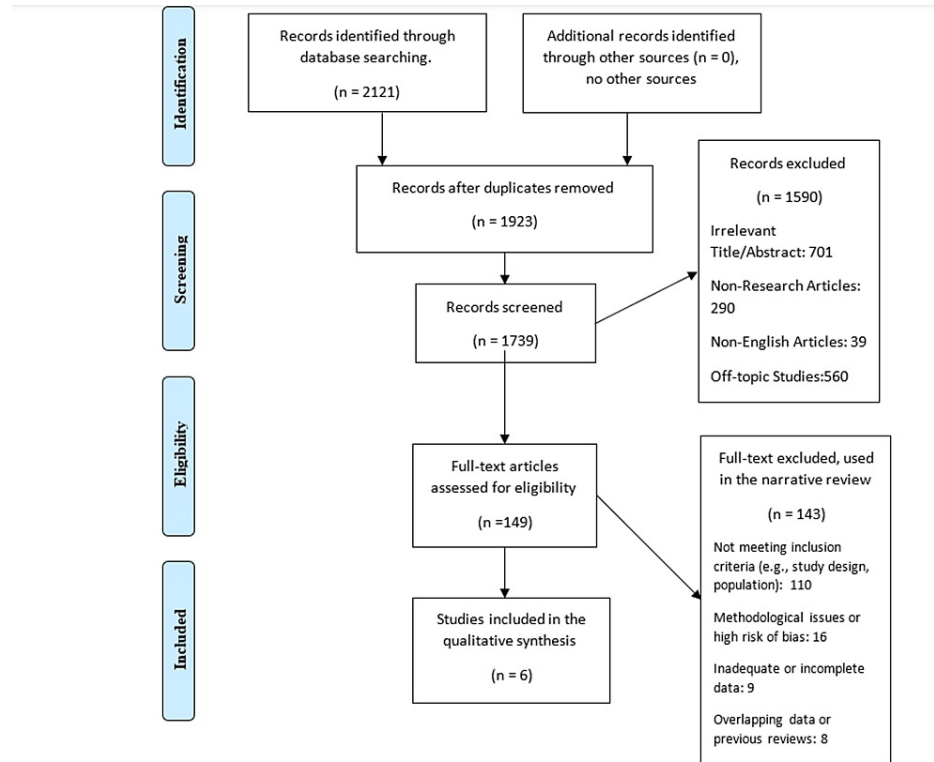 Identification
Records identified through
database searching.
(n = 2121)
Additional records identified
through other sources (n = 0),
no other sources
Records after duplicates removed
(n = 1923)
Screening
Records screened
(n = 1739)
Records excluded
(n = 1590)
Irrelevant
Title/Abstract: 701
Non-Research Articles:
290
Non-English Articles: 39
Off-topic Studies:560
Eligibility
Full-text articles
assessed for eligibility
(n =149)
Full-text excluded, used
in the narrative review
(n = 143)
Not meeting inclusion
criteria (e.g., study design,
population): 110
Methodological issues or
high risk of bias: 16
Inadequate or incomplete
data: 9
Overlapping data or
previous reviews: 8
Included
Studies included in the
qualitative synthesis
(n = 6)